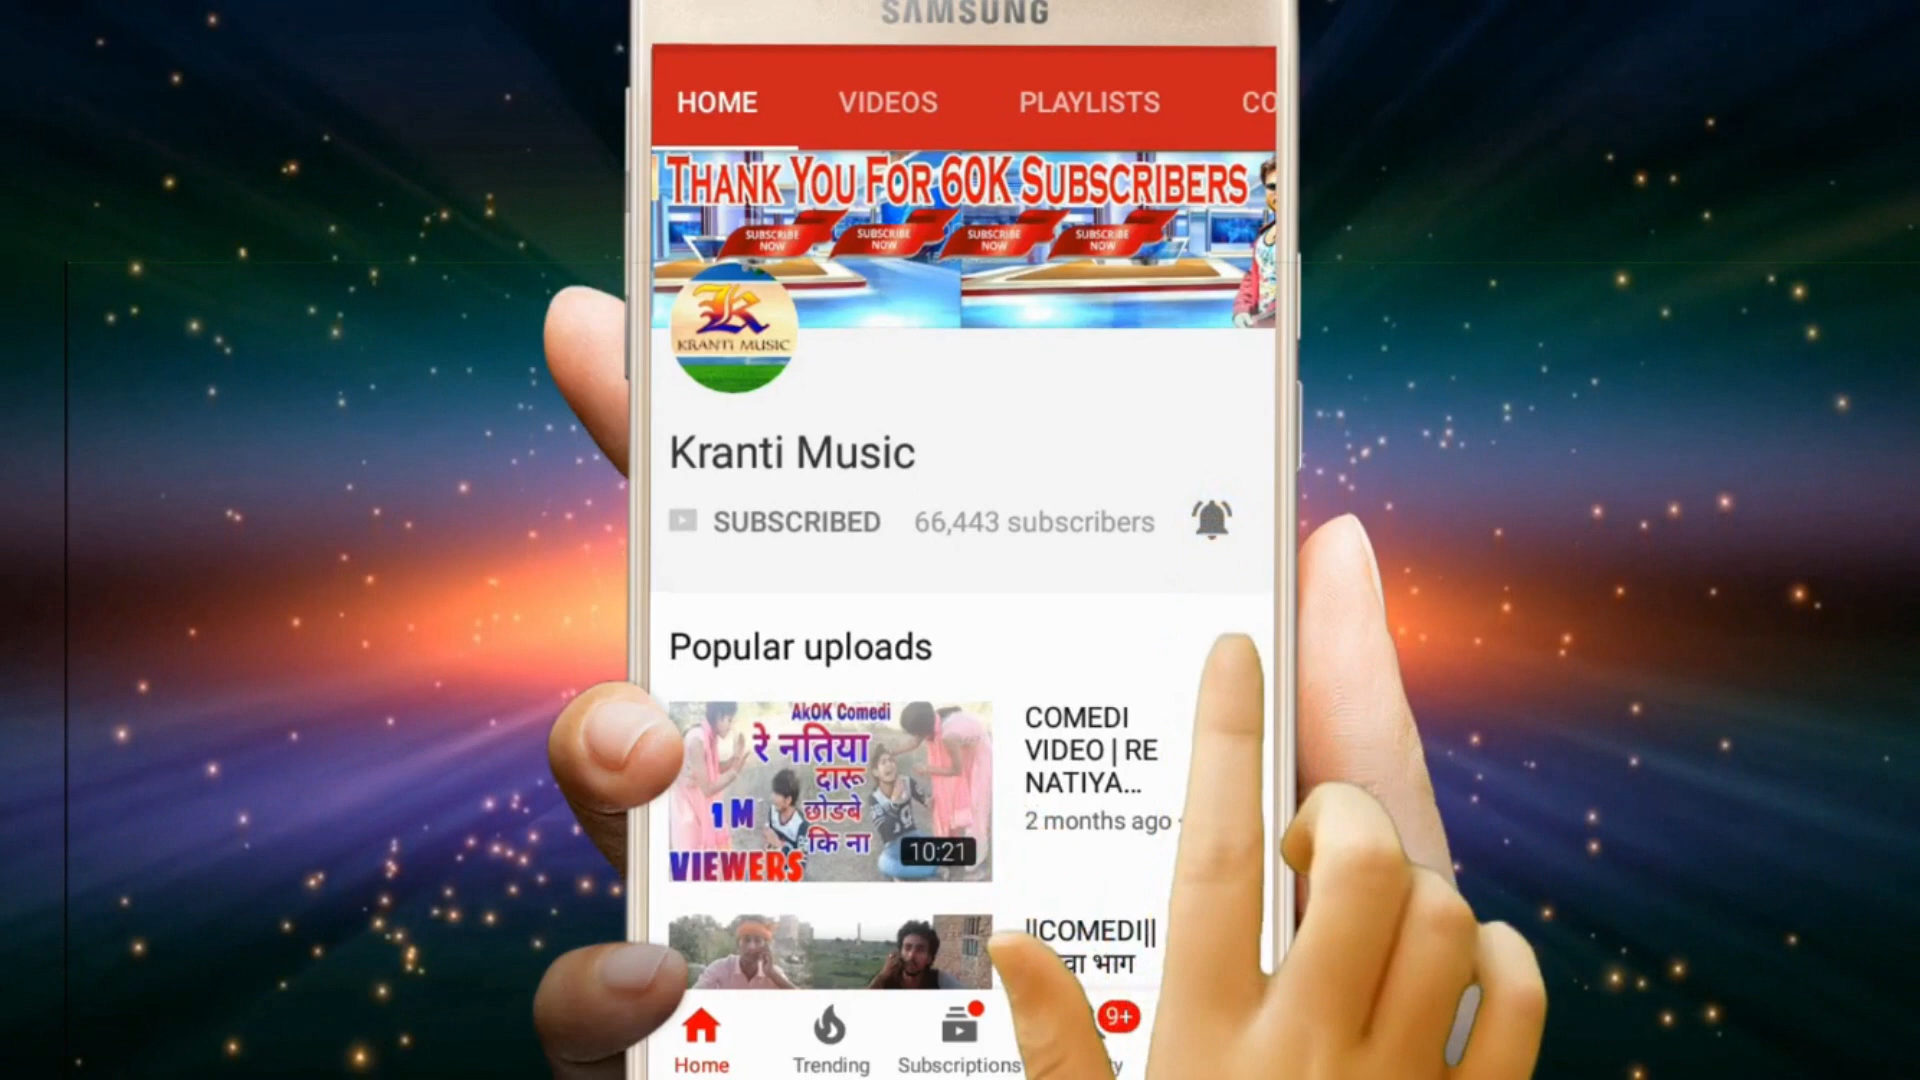 SAMSUNG
HOME VIDEOS PLAYLISTS CO
THANK YOU FOR 60K SUBSCRIBERS
SUBSCRIBE NOW SUBSCRIBE NOW SUBSCRIBE NOW SUBSCRIBE NOW
K
KRANTI MUSIC
Kranti Music
SUBSCRIBED 66,443 subscribers
Popular uploads
AkOK Comedi
रे नतिया
दारू
छोडबे
कि ना
1 M
VIEWERS
10:21
COMEDI
VIDEO | RE
NATIYA...
2 months ago
||COMEDI||
वा भाग
9+
Home Trending Subscriptions